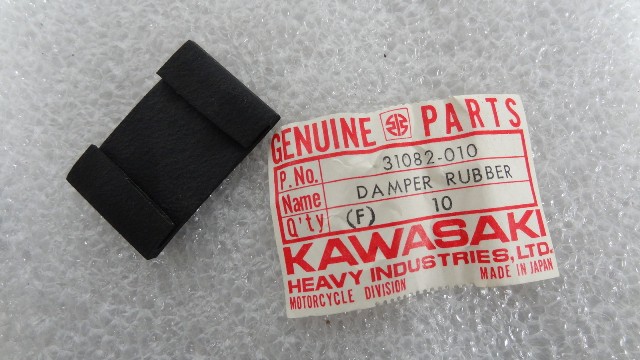 GENUINE PARTS
P.No. 31082-010
Name DAMPER RUBBER
Q'ty (F) 10
KAWASAKI
HEAVY INDUSTRIES, LTD.
MOTORCYCLE DIVISION MADE IN JAPAN